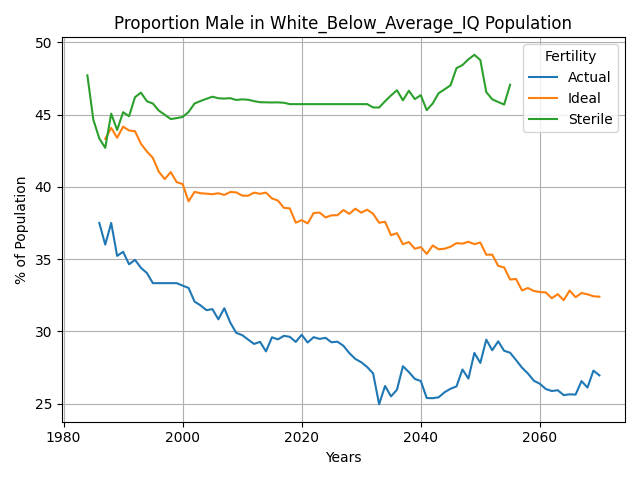 Proportion Male in White_Below_Average_IQ Population
50
45
40
35
30
25
% of Population
1980
2000
2020
2040
2060
Years
Fertility
Actual
Ideal
Sterile